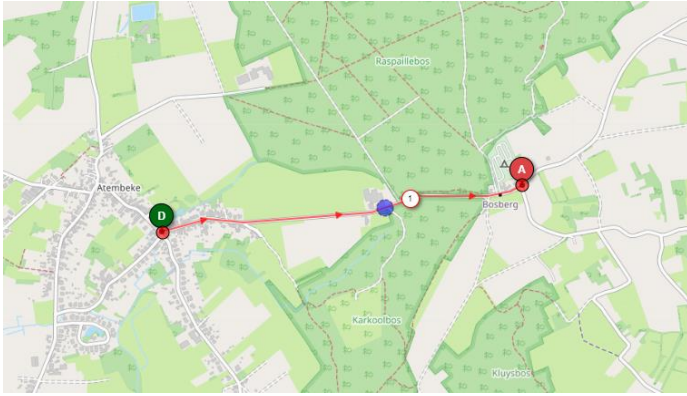 Raspaillebos
Atembeke
D
1
A
Bosberg
Karkoolbos
Kluysbos